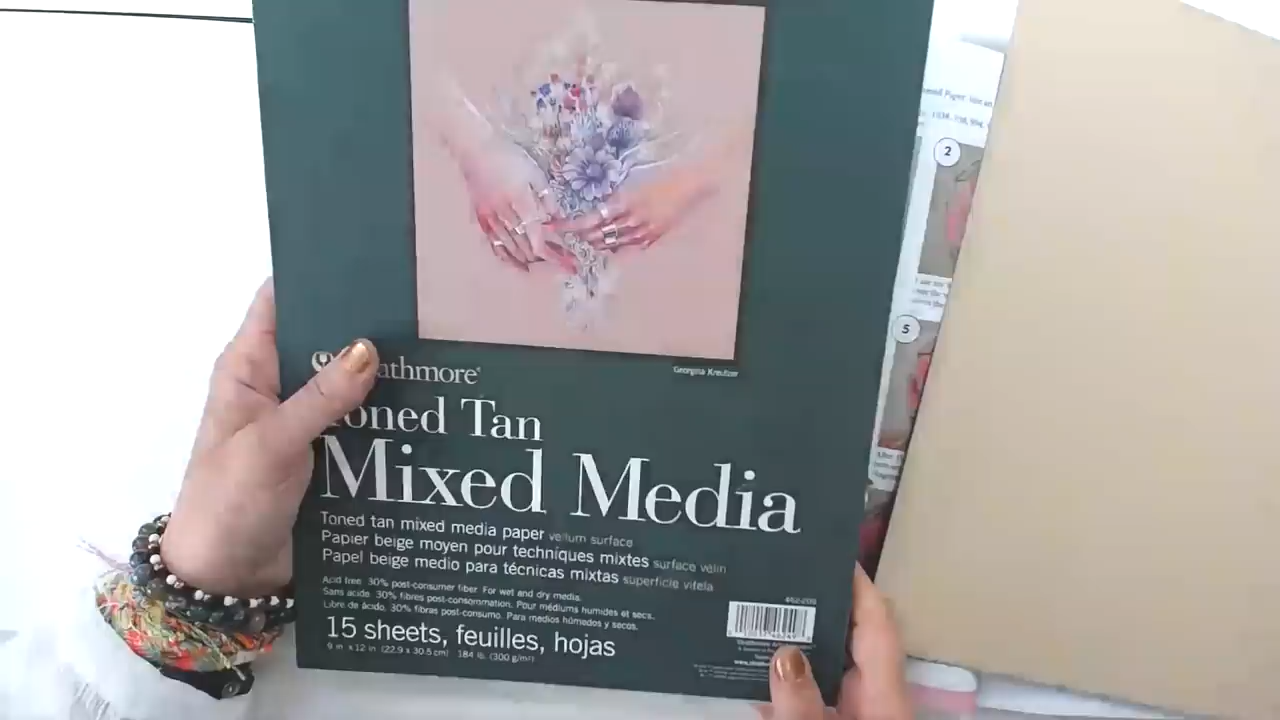 Georgina Kreutzer
athmore®
oned Tan
Mixed Media
Toned tan mixed media paper vellum surface
Papier beige moyen pour techniques mixtes surface vélin
Papel beige medio para técnicas mixtas superficie vitela
Acid free. 30% post-consumer fiber. For wet and dry media.
Sans acide. 30% fibres post-consommation. Pour médiums humides et secs.
Libre de ácido, 30% fibras post-consumo. Para medios húmedos y secos.
15 sheets, feuilles, hojas
9 in. x 12 in. (22.9 x 30.5 cm) 184 lb. (300 g/m²)
462-209
2
5